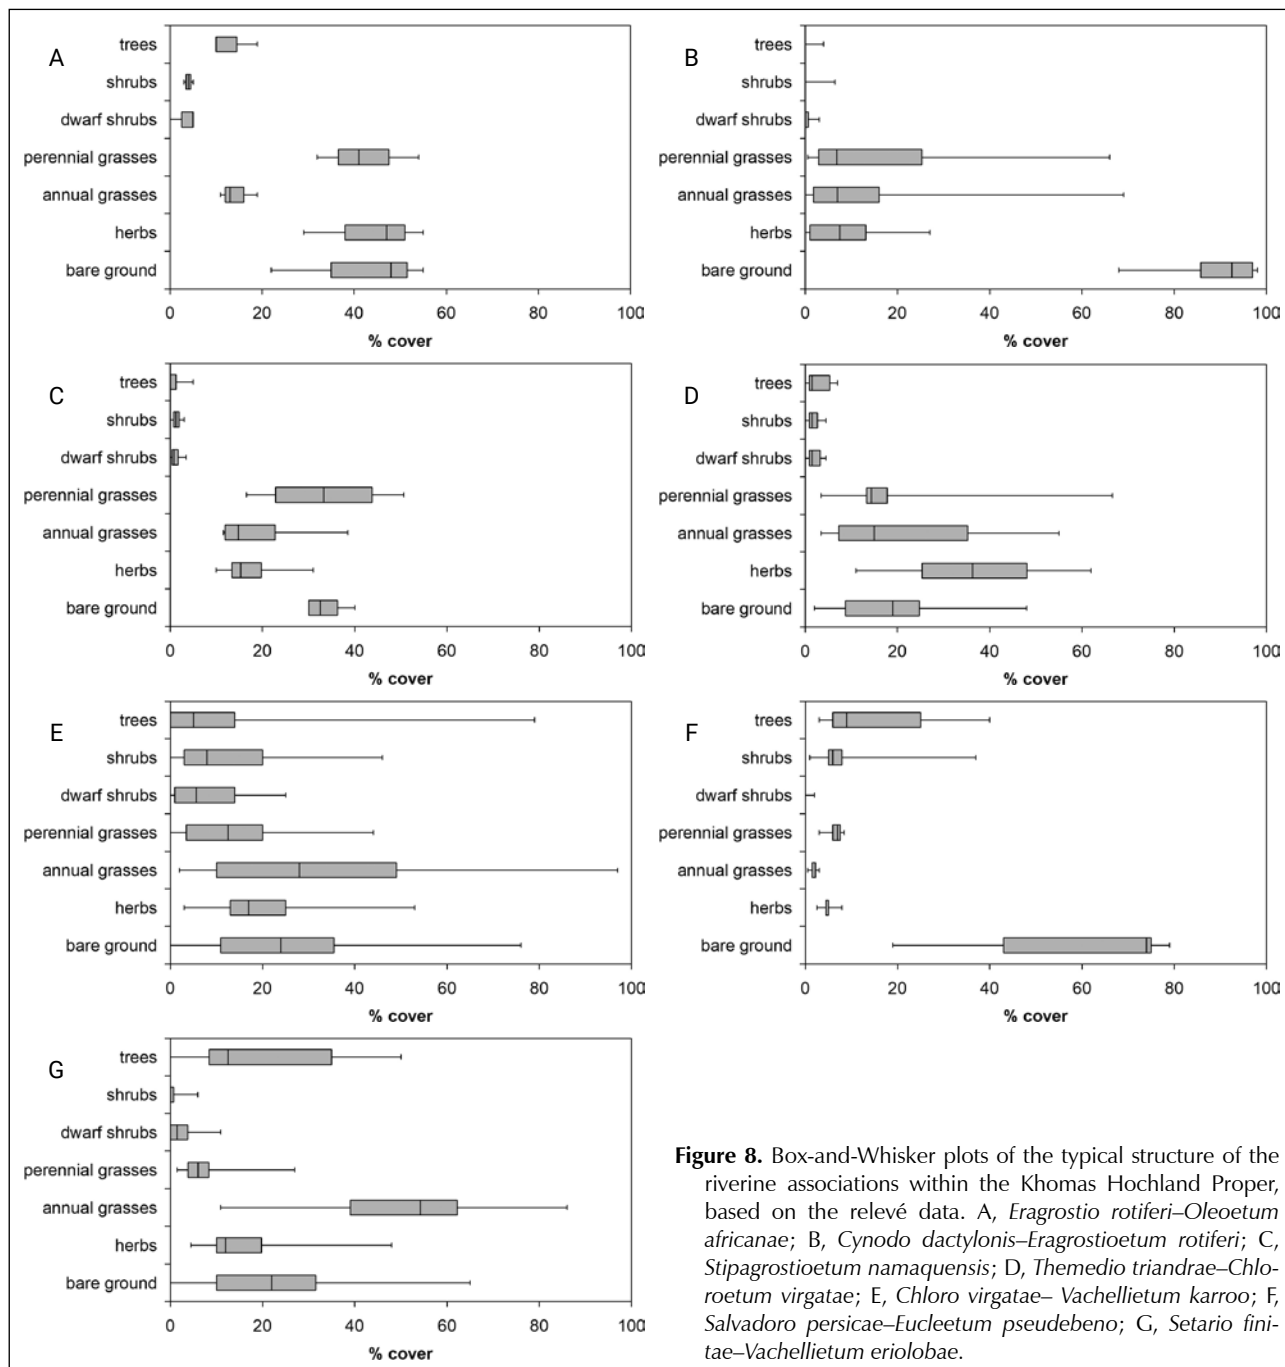 A
trees
shrubs
dwarf shrubs
perennial grasses
annual grasses
herbs
bare ground
0 20 40 60 80 100
% cover
B
trees
shrubs
dwarf shrubs
perennial grasses
annual grasses
herbs
bare ground
0 20 40 60 80 100
% cover
C
trees
shrubs
dwarf shrubs
perennial grasses
annual grasses
herbs
bare ground
0 20 40 60 80 100
% cover
D
trees
shrubs
dwarf shrubs
perennial grasses
annual grasses
herbs
bare ground
0 20 40 60 80 100
% cover
E
trees
shrubs
dwarf shrubs
perennial grasses
annual grasses
herbs
bare ground
0 20 40 60 80 100
% cover
F
trees
shrubs
dwarf shrubs
perennial grasses
annual grasses
herbs
bare ground
0 20 40 60 80 100
% cover
G
trees
shrubs
dwarf shrubs
perennial grasses
annual grasses
herbs
bare ground
0 20 40 60 80 100
% cover
Figure 8. Box-and-Whisker plots of the typical structure of the
riverine associations within the Khomas Hochland Proper,
based on the relevé data. A, Eragrostio rotiferi–Oleoetum
africanae; B, Cynodo dactylonis–Eragrostioetum rotiferi; C,
Stipagrostioetum namaquensis; D, Themedio triandrae–Chlo-
roetum virgatae; E, Chloro virgatae– Vachellietum karroo; F,
Salvadoro persicae–Eucleetum pseudebeno; G, Setario fini-
tae–Vachellietum eriolobae.